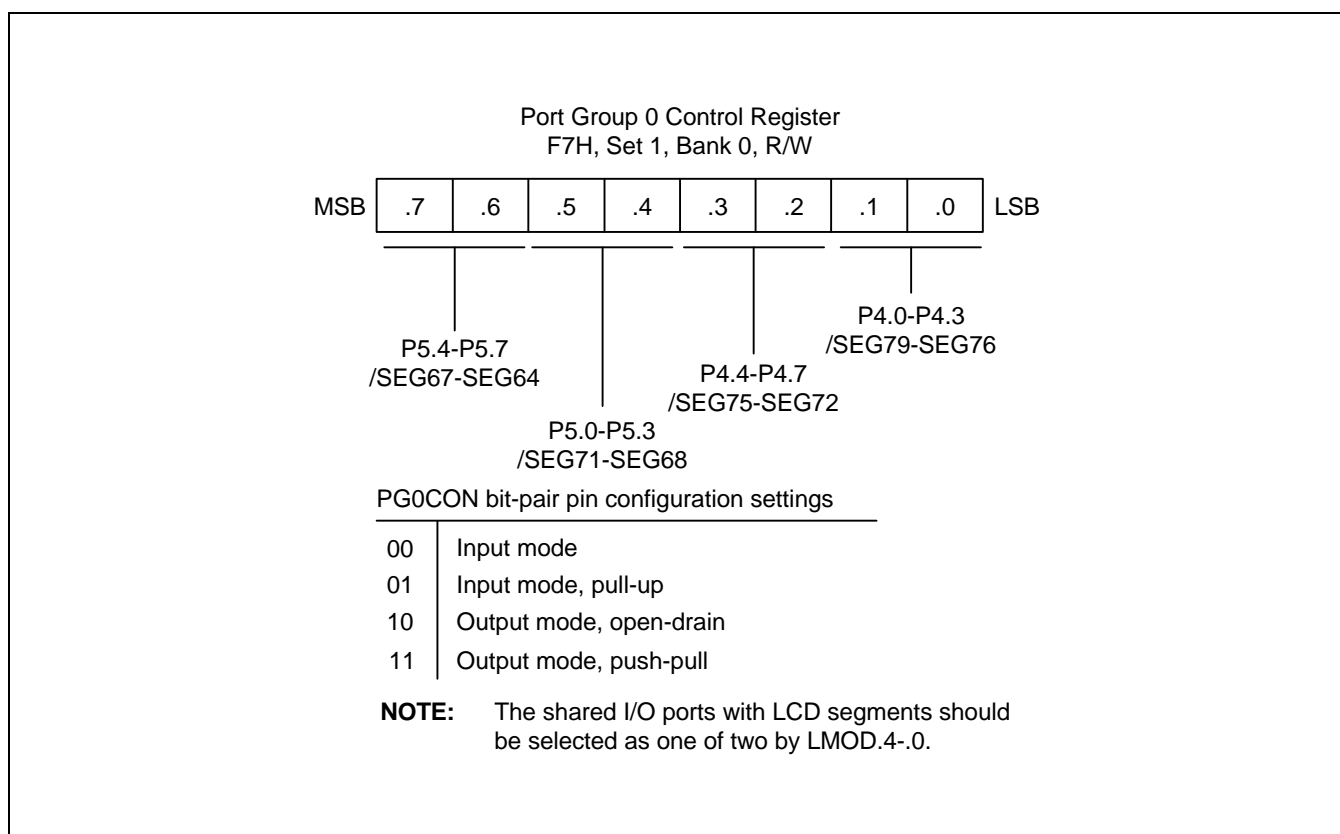 Port Group 0 Control Register
F7H, Set 1, Bank 0, R/W
MSB .7 .6 .5 .4 .3 .2 .1 .0 LSB
P5.4-P5.7
/SEG67-SEG64
P5.0-P5.3
/SEG71-SEG68
P4.4-P4.7
/SEG75-SEG72
P4.0-P4.3
/SEG79-SEG76
PG0CON bit-pair pin configuration settings
00 Input mode
01 Input mode, pull-up
10 Output mode, open-drain
11 Output mode, push-pull
NOTE: The shared I/O ports with LCD segments should
be selected as one of two by LMOD.4-.0.